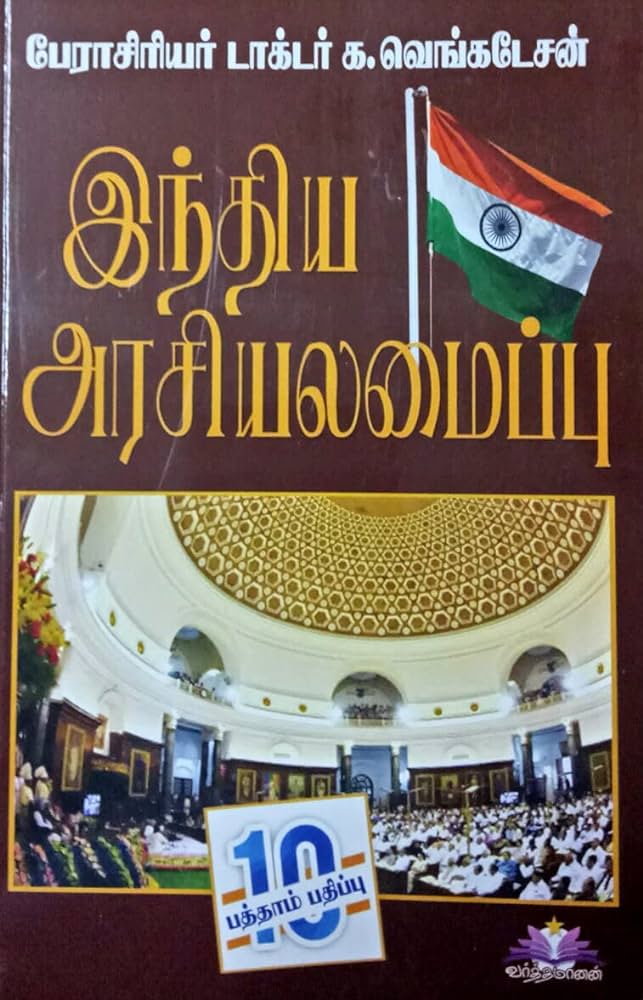 பேராசிரியர் டாக்டர் க.வெங்கடேசன்
இந்திய
அரசியலமைப்பு
10
பத்தாம் பதிப்பு
வர்த்தமானன்